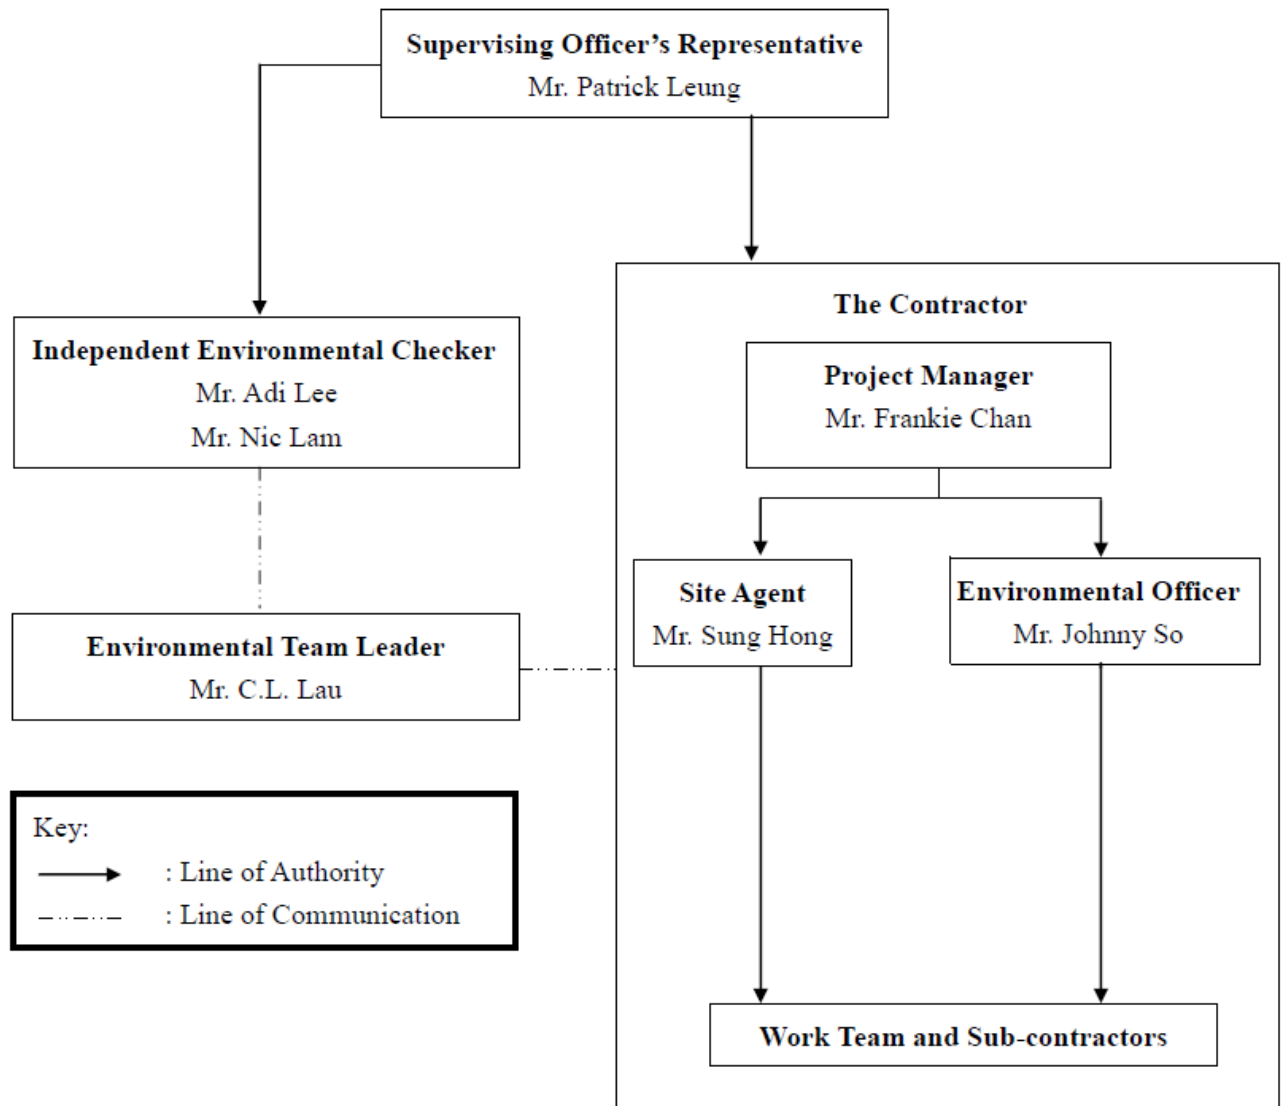 Supervising Officer’s Representative
Mr. Patrick Leung
Independent Environmental Checker
Mr. Adi Lee
Mr. Nic Lam
Environmental Team Leader
Mr. C.L. Lau
The Contractor
Project Manager
Mr. Frankie Chan
Site Agent
Mr. Sung Hong
Environmental Officer
Mr. Johnny So
Work Team and Sub-contractors
Key:
: Line of Authority
: Line of Communication